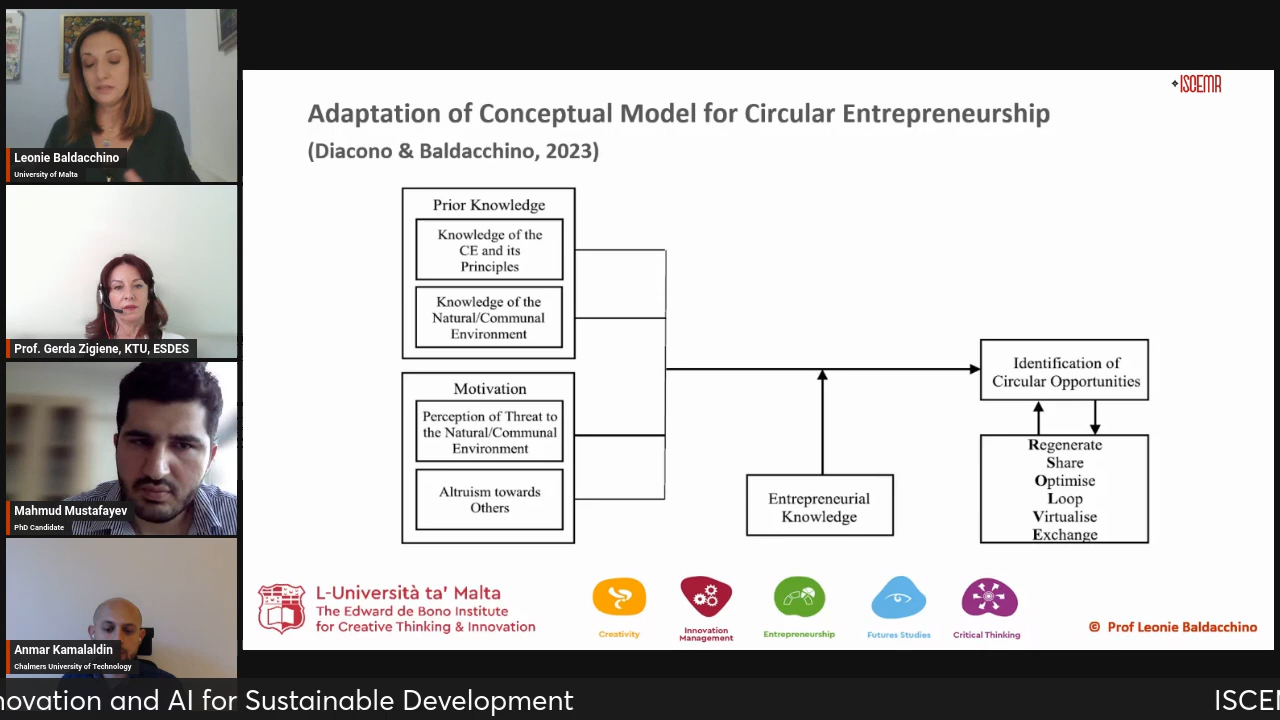 Leonie Baldacchino
University of Malta
Prof. Gerda Zigiene, KTU, ESDES
Mahmud Mustafayev
PhD Candidate
Anmar Kamalaldin
Chalmers University of Technology
ISCEMR
Adaptation of Conceptual Model for Circular Entrepreneurship
(Diacono & Baldacchino, 2023)
Prior Knowledge
Knowledge of the
CE and its
Principles
Knowledge of the
Natural/Communal
Environment
Motivation
Perception of Threat to
the Natural/Communal
Environment
Altruism towards
Others
Entrepreneurial
Knowledge
Identification of
Circular Opportunities
Regenerate
Share
Optimise
Loop
Virtualise
Exchange
L-Università ta' Malta
The Edward de Bono Institute
for Creative Thinking & Innovation
Creativity
Innovation
Management
Entrepreneurship
Futures Studies
Critical Thinking
© Prof Leonie Baldacchino
novation and AI for Sustainable Development
ISCEM